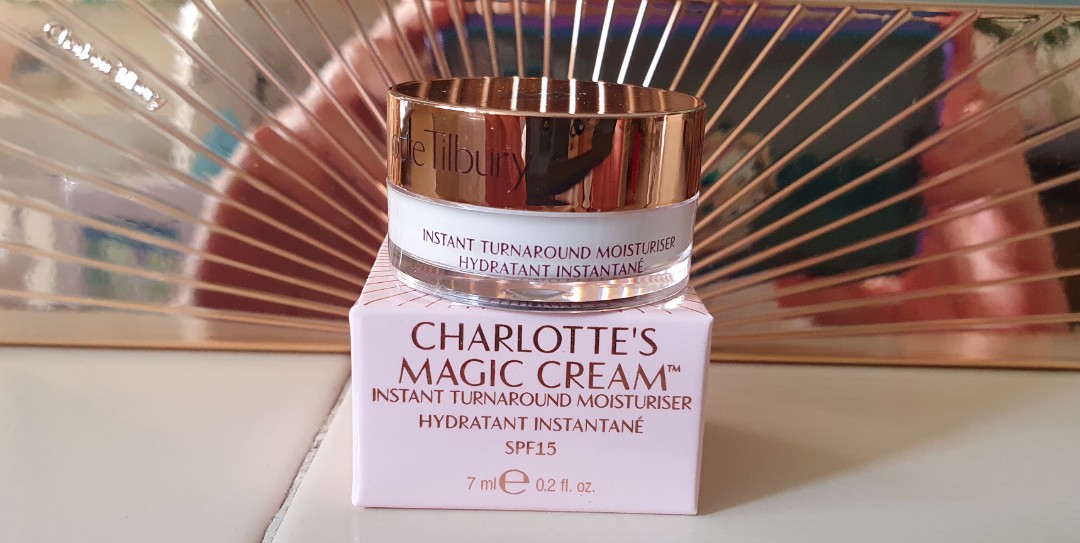 de Tilbury
INSTANT TURNAROUND MOISTURISER
HYDRATANT INSTANTANÉ
CHARLOTTE'S
MAGIC CREAM™
INSTANT TURNAROUND MOISTURISER
HYDRATANT INSTANTANÉ
SPF15
7 ml ℮ 0.2 fl. oz.